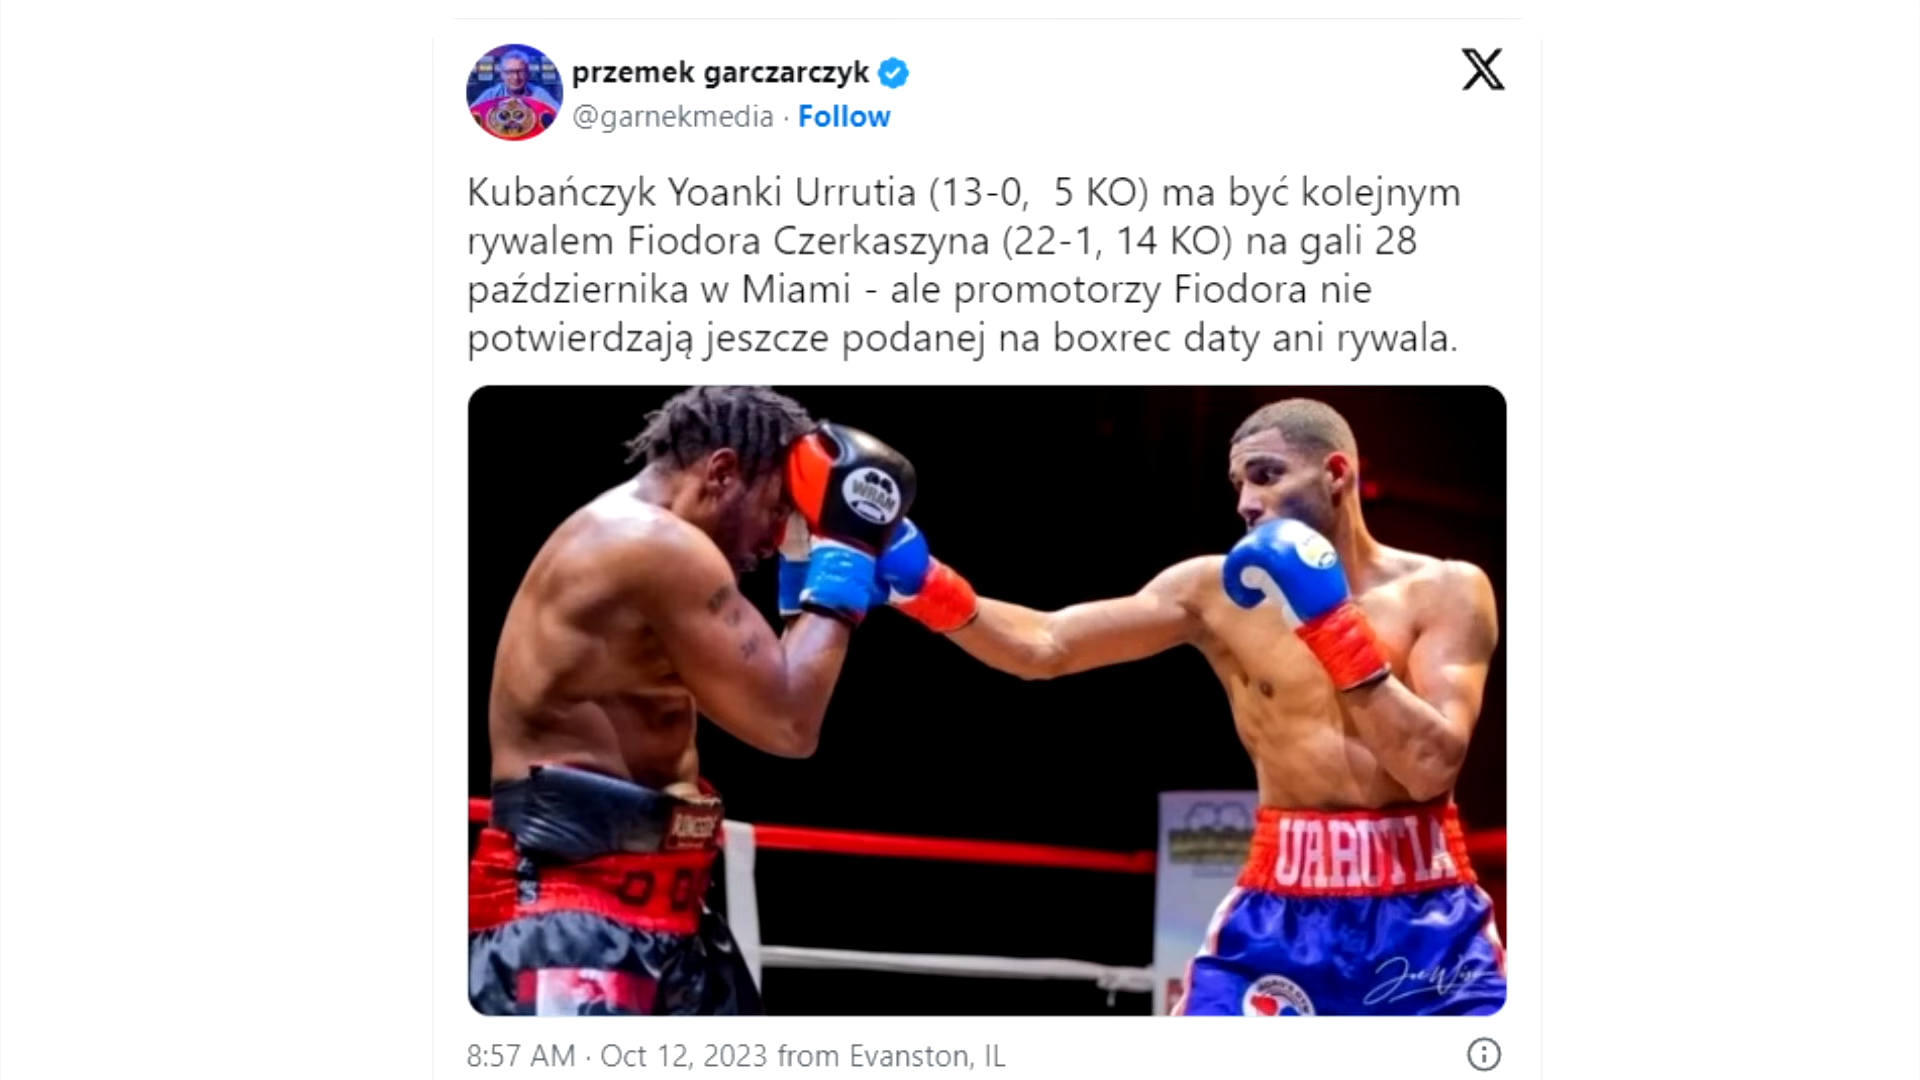 przemek garczarczyk
@garnekmedia · Follow
Kubańczyk Yoanki Urrutia (13-0,  5 KO) ma być kolejnym
rywalem Fiodora Czerkaszyna (22-1, 14 KO) na gali 28
października w Miami - ale promotorzy Fiodora nie
potwierdzają jeszcze podanej na boxrec daty ani rywala.
WRAM
URRUTIA
8:57 AM · Oct 12, 2023 from Evanston, IL